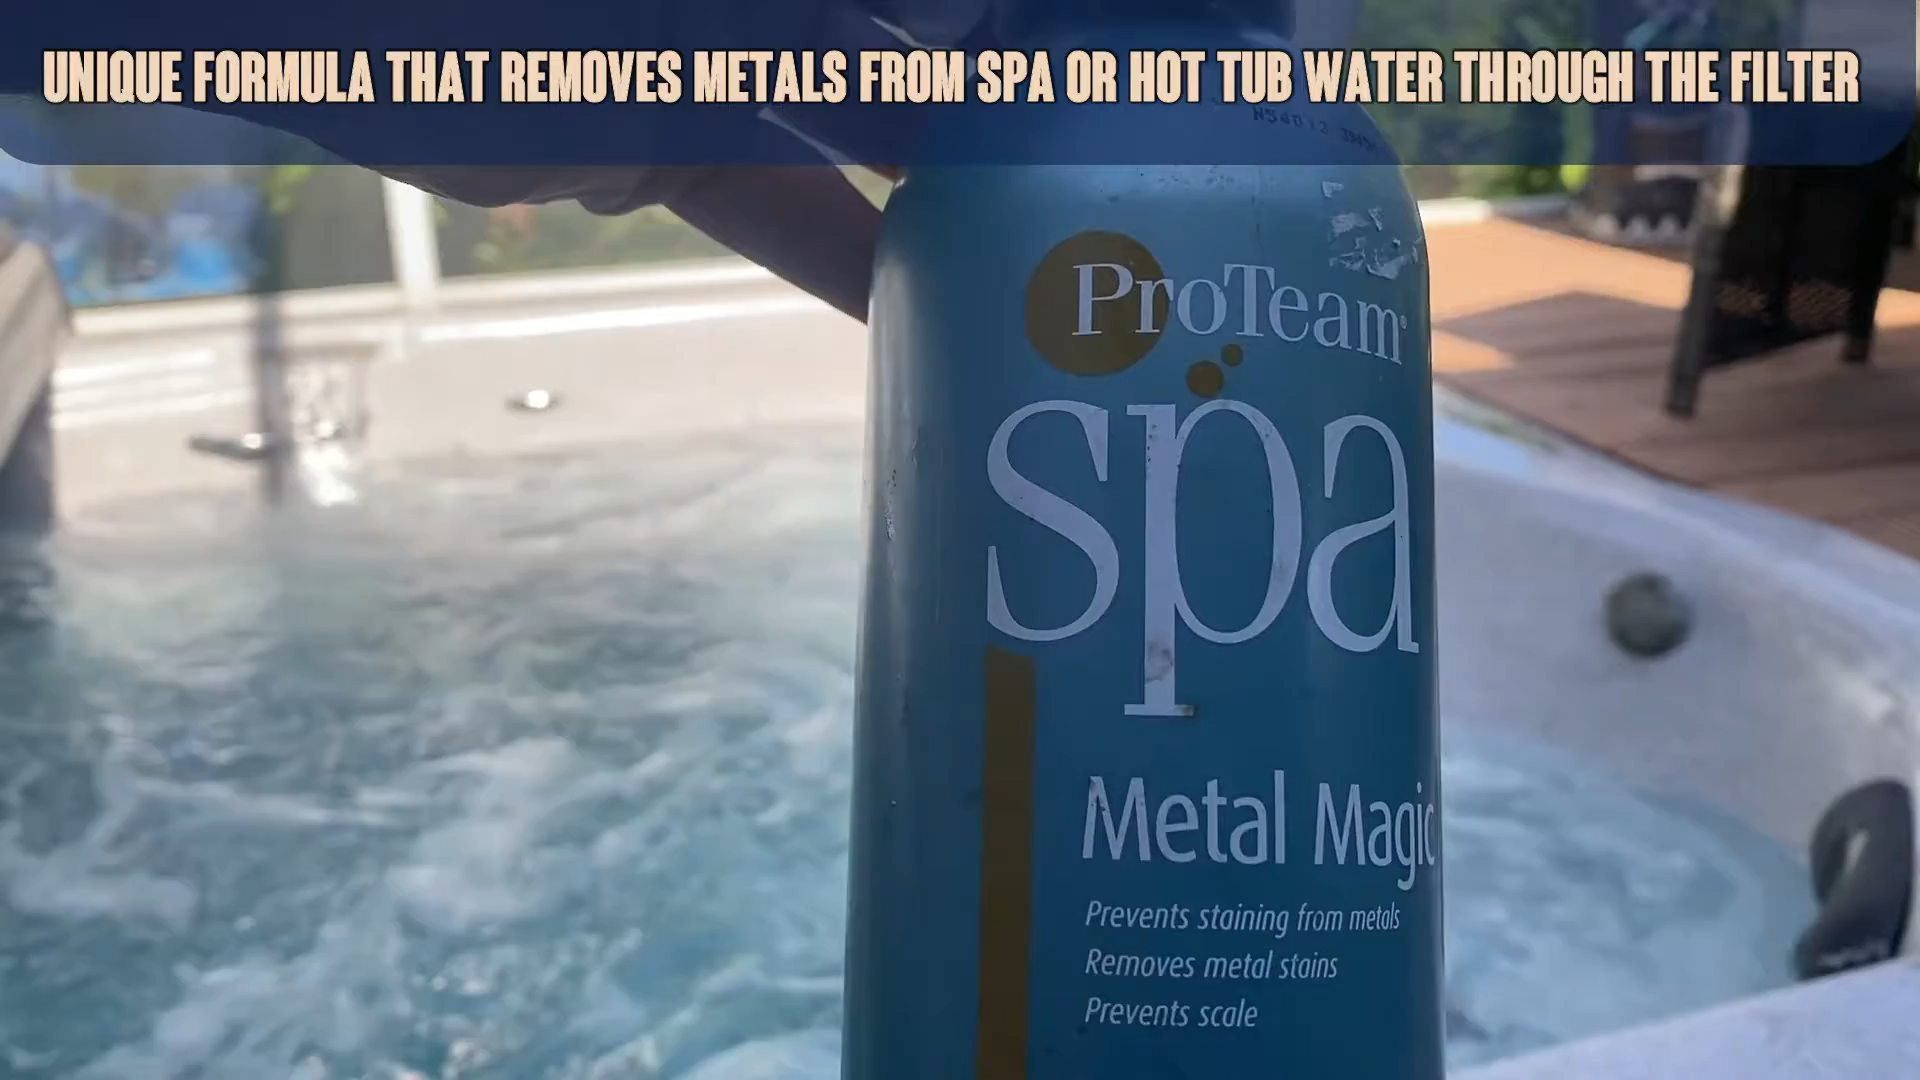 UNIQUE FORMULA THAT REMOVES METALS FROM SPA OR HOT TUB WATER THROUGH THE FILTER
ProTeam®
spa
Metal Magic
Prevents staining from metals
Removes metal stains
Prevents scale